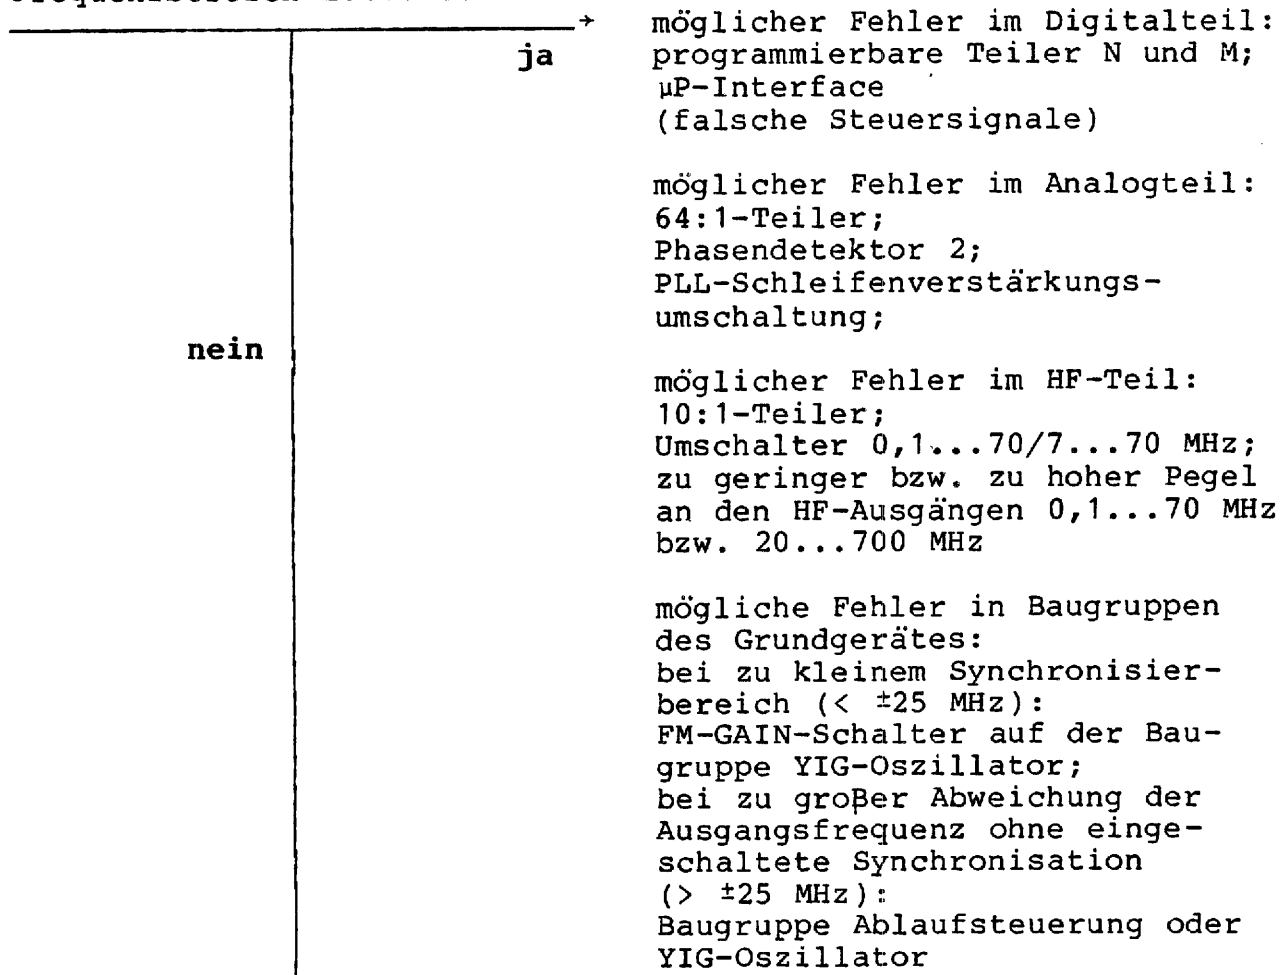 ja
möglicher Fehler im Digitalteil:
programmierbare Teiler N und M;
µP-Interface
(falsche Steuersignale)
möglicher Fehler im Analogteil:
64:1-Teiler;
Phasendetektor 2;
PLL-Schleifenverstärkungs-
umschaltung;
nein
möglicher Fehler im HF-Teil:
10:1-Teiler;
Umschalter 0,1...70/7...70 MHz;
zu geringer bzw. zu hoher Pegel
an den HF-Ausgängen 0,1...70 MHz
bzw. 20...700 MHz
mögliche Fehler in Baugruppen
des Grundgerätes:
bei zu kleinem Synchronisier-
bereich (< ±25 MHz):
FM-GAIN-Schalter auf der Bau-
gruppe YIG-Oszillator;
bei zu großer Abweichung der
Ausgangsfrequenz ohne einge-
schaltete Synchronisation
(> ±25 MHz):
Baugruppe Ablaufsteuerung oder
YIG-Oszillator